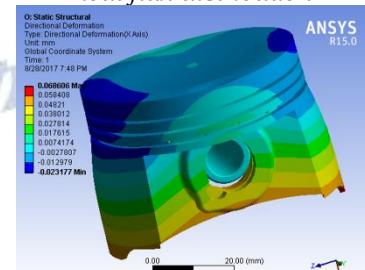 O: Static Structural
Directional Deformation
Type: Directional Deformation(X Axis)
Unit: mm
Global Coordinate System
Time: 1
8/28/2017 7:48 PM
ANSYS
R15.0
0.068606 Max
0.058408
0.04821
0.038012
0.027814
0.017615
0.0074174
-0.0027807
-0.012979
-0.023177 Min
0.00
20.00 (mm)
Z